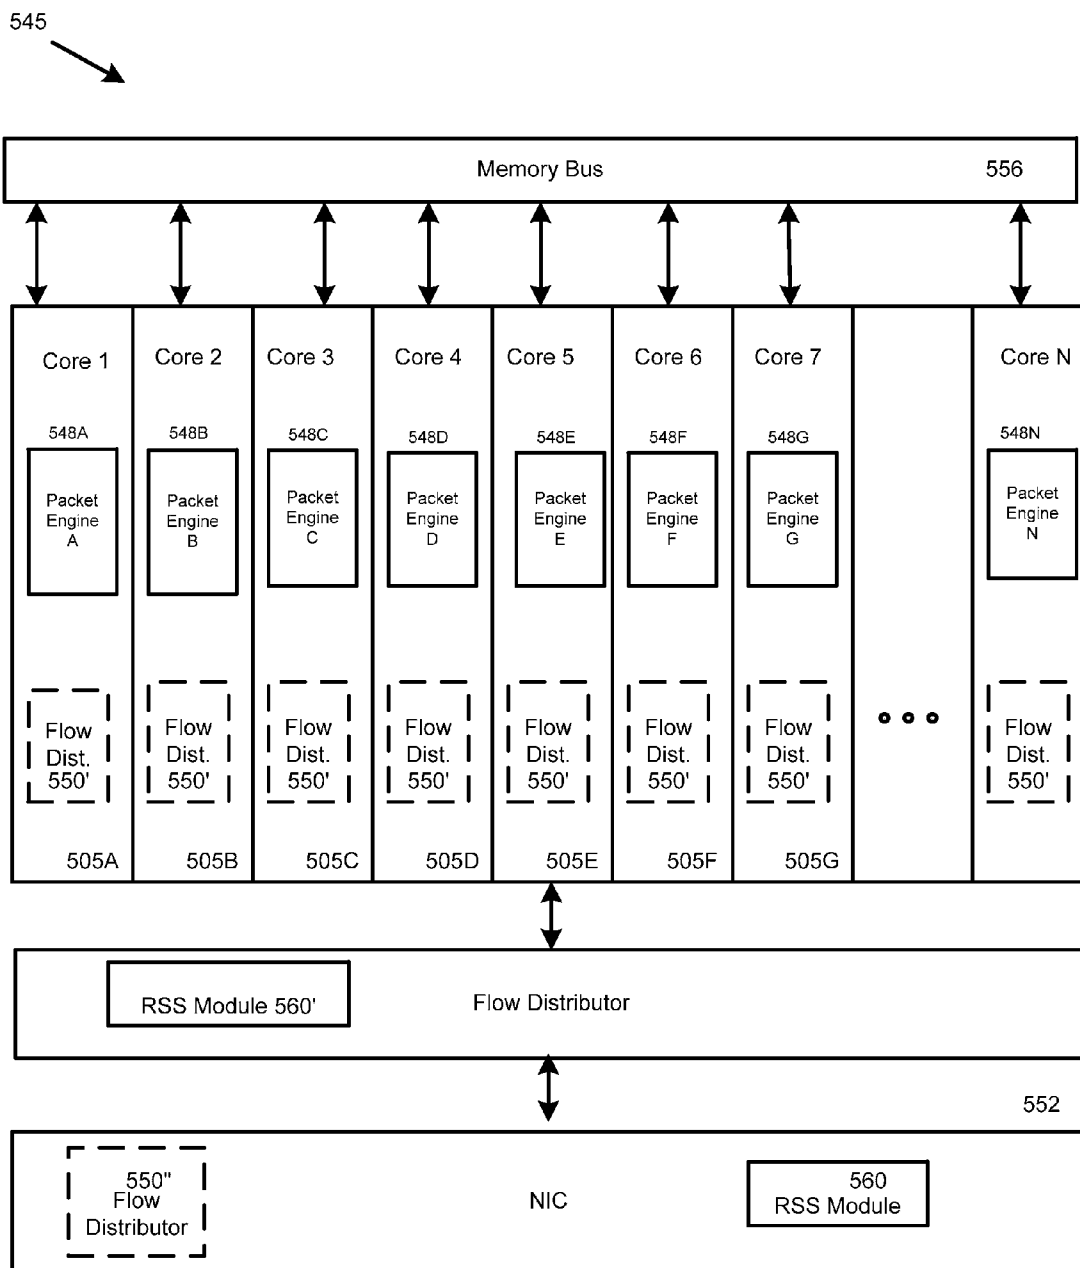 545
Memory Bus 556
Core 1 Core 2 Core 3 Core 4 Core 5 Core 6 Core 7 Core N
548A 548B 548C 548D 548E 548F 548G 548N
Packet Packet Packet Packet Packet Packet Packet Packet
Engine Engine Engine Engine Engine Engine Engine Engine
A B C D E F G N
Flow Flow Flow Flow Flow Flow Flow Flow
Dist. Dist. Dist. Dist. Dist. Dist. Dist. Dist.
550' 550' 550' 550' 550' 550' 550' 550'
505A 505B 505C 505D 505E 505F 505G
RSS Module 560' Flow Distributor
552
550" 560
Flow NIC RSS Module
Distributor